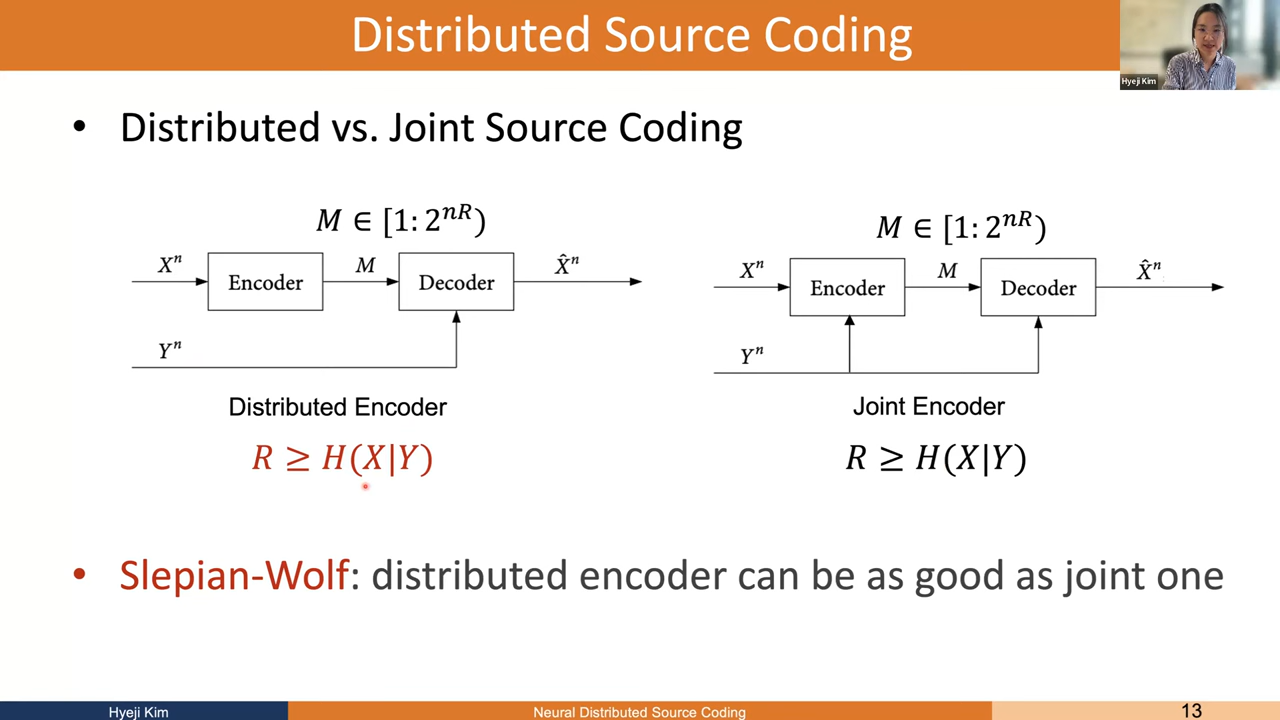 Distributed Source Coding
Hyeji Kim
• Distributed vs. Joint Source Coding
M ∈ [1: 2^{nR})
X^n
Encoder
M
Decoder
X̂^n
Y^n
Distributed Encoder
R ≥ H(X|Y)
M ∈ [1: 2^{nR})
X^n
Encoder
M
Decoder
X̂^n
Y^n
Joint Encoder
R ≥ H(X|Y)
• Slepian-Wolf: distributed encoder can be as good as joint one
Hyeji Kim
Neural Distributed Source Coding
13